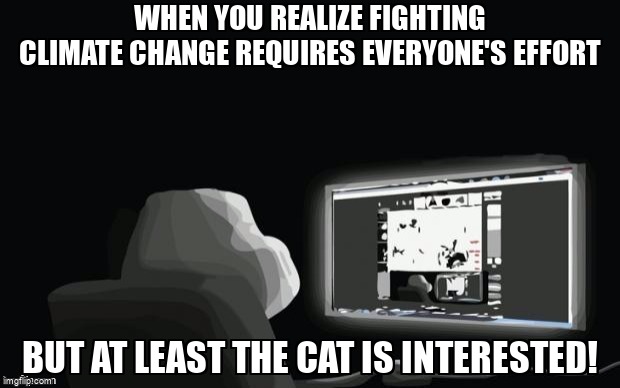 WHEN YOU REALIZE FIGHTING
CLIMATE CHANGE REQUIRES EVERYONE'S EFFORT
BUT AT LEAST THE CAT IS INTERESTED!
imgflip.com